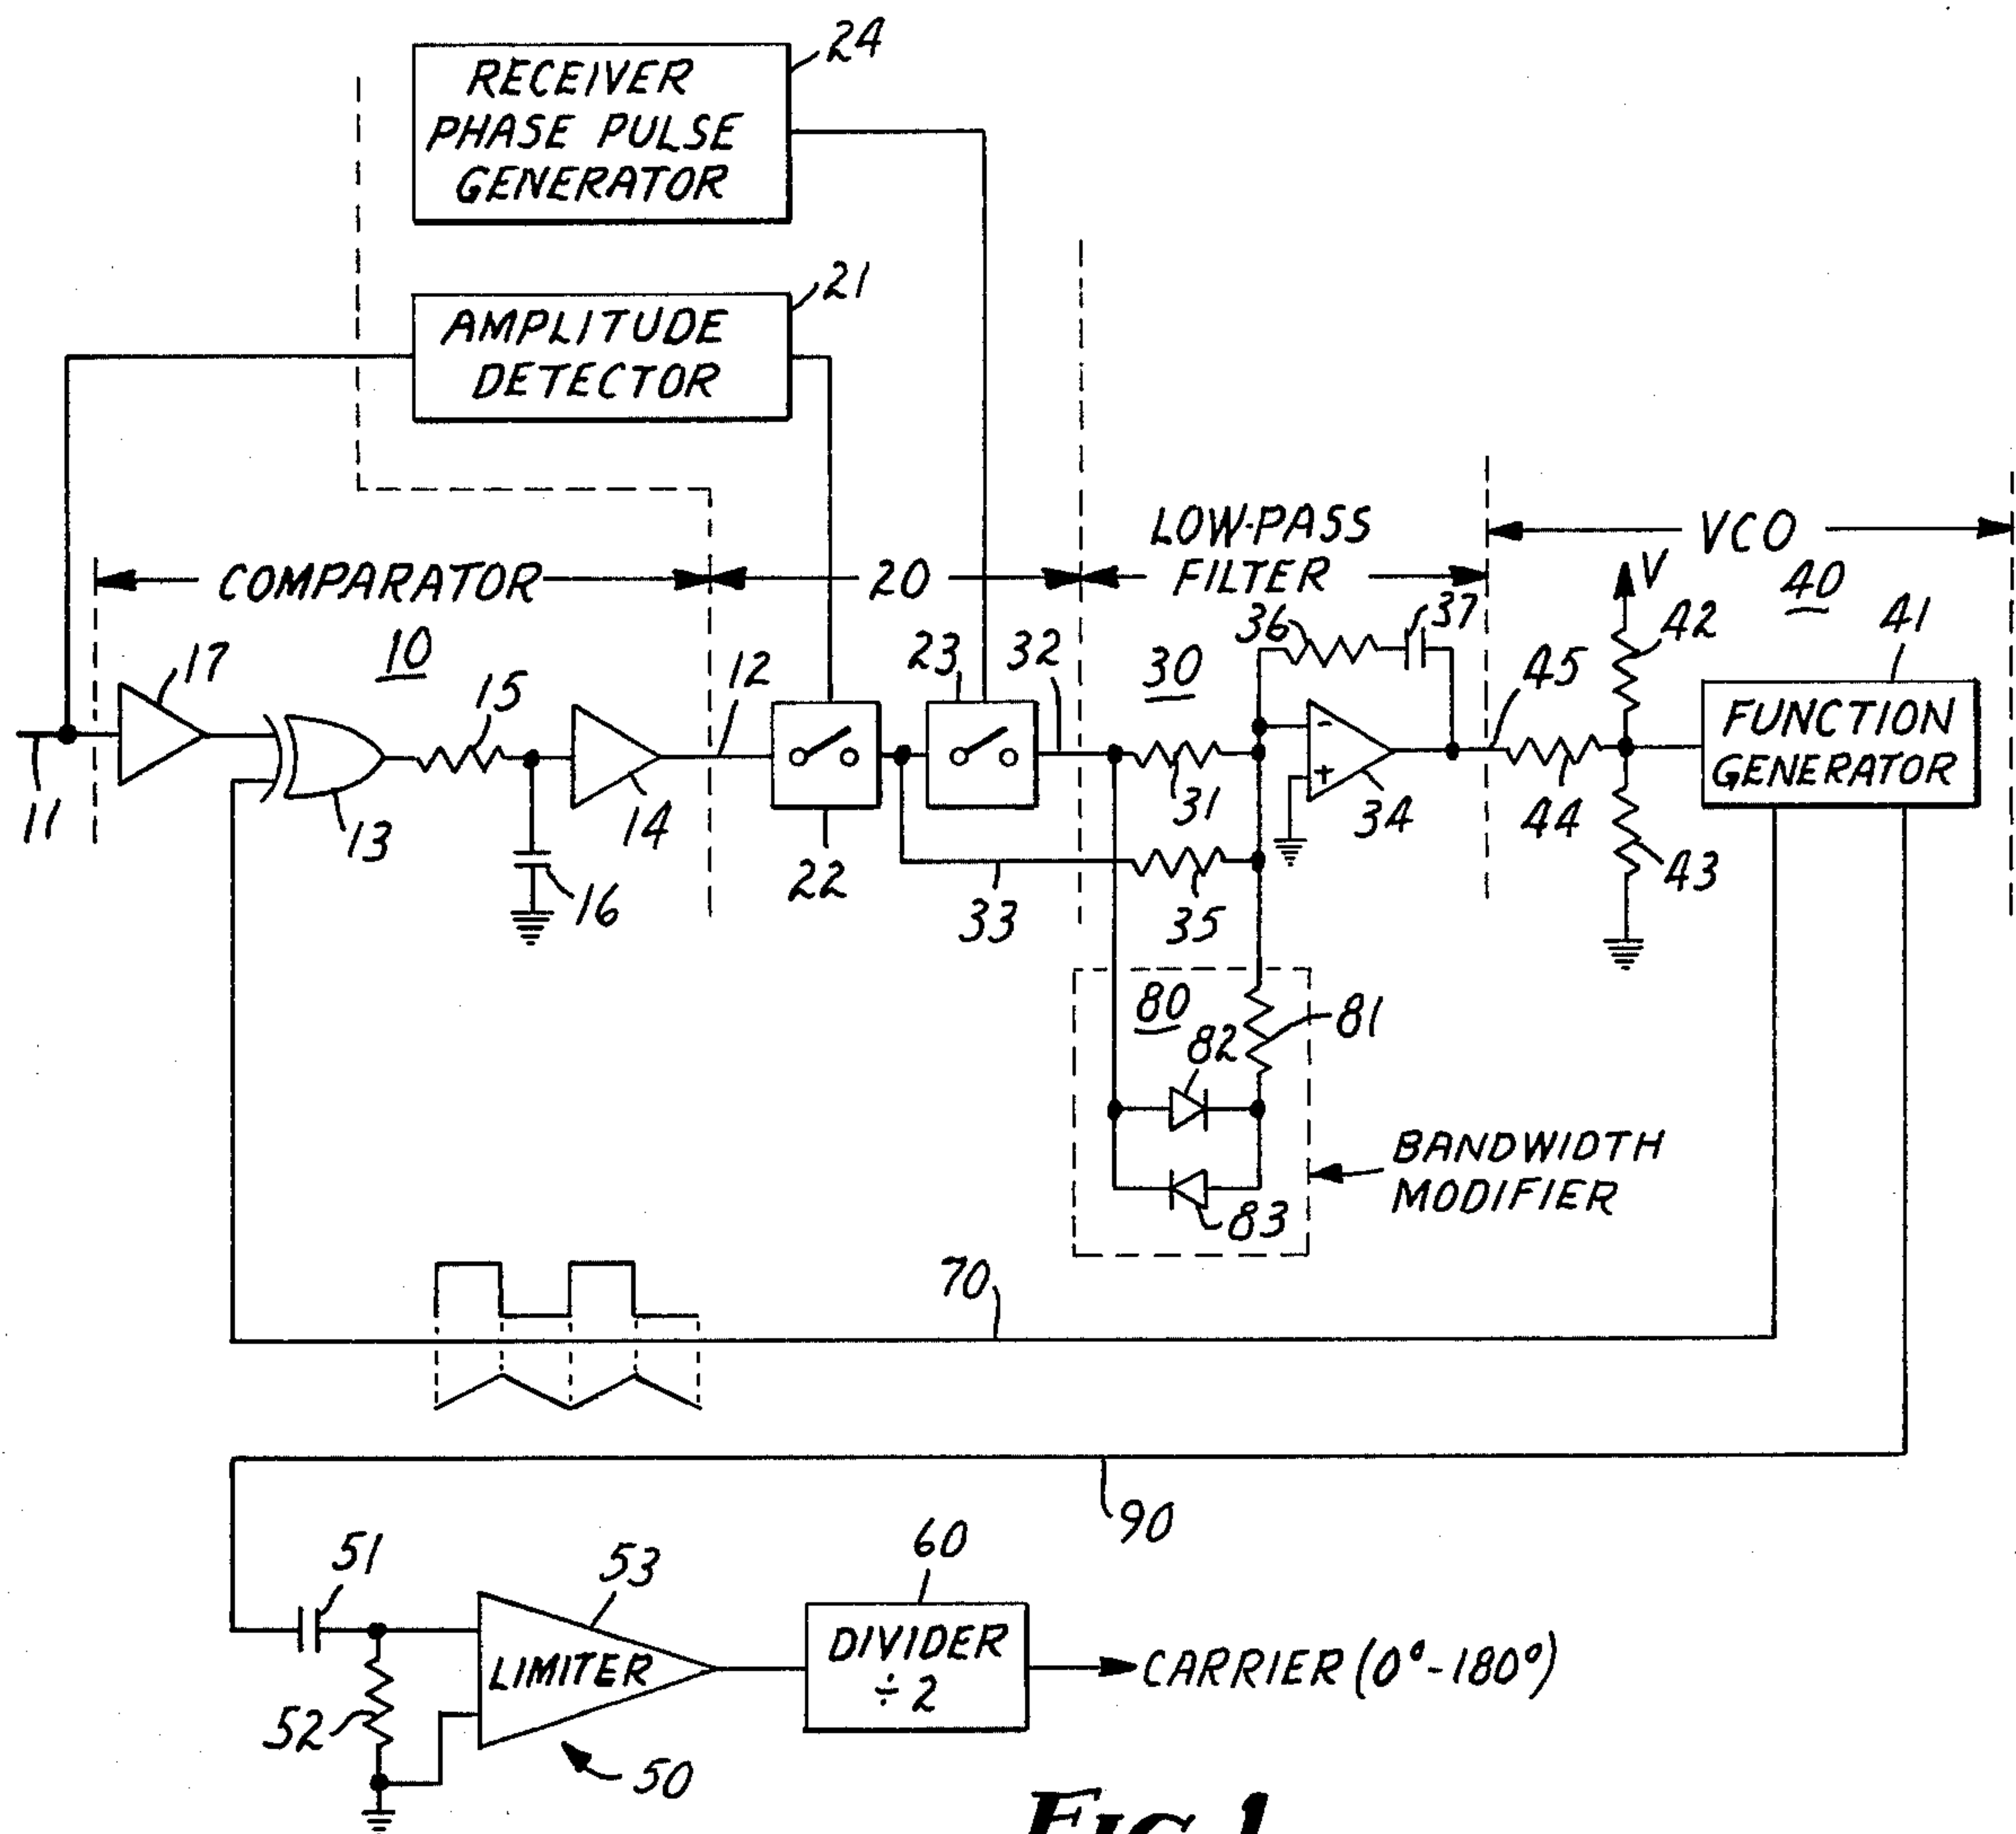 24
RECEIVER
PHASE PULSE
GENERATOR
21
AMPLITUDE
DETECTOR
LOW-PASS
FILTER
VCO
40
COMPARATOR
10
20
V
42
41
36
37
17
15
12
23
32
30
45
FUNCTION
GENERATOR
-
+
11
13
14
16
22
31
34
44
43
33
35
80
82
81
83
BANDWIDTH
MODIFIER
70
90
51
53
60
LIMITER
DIVIDER
÷2
CARRIER (0°-180°)
52
50
FIG. 1